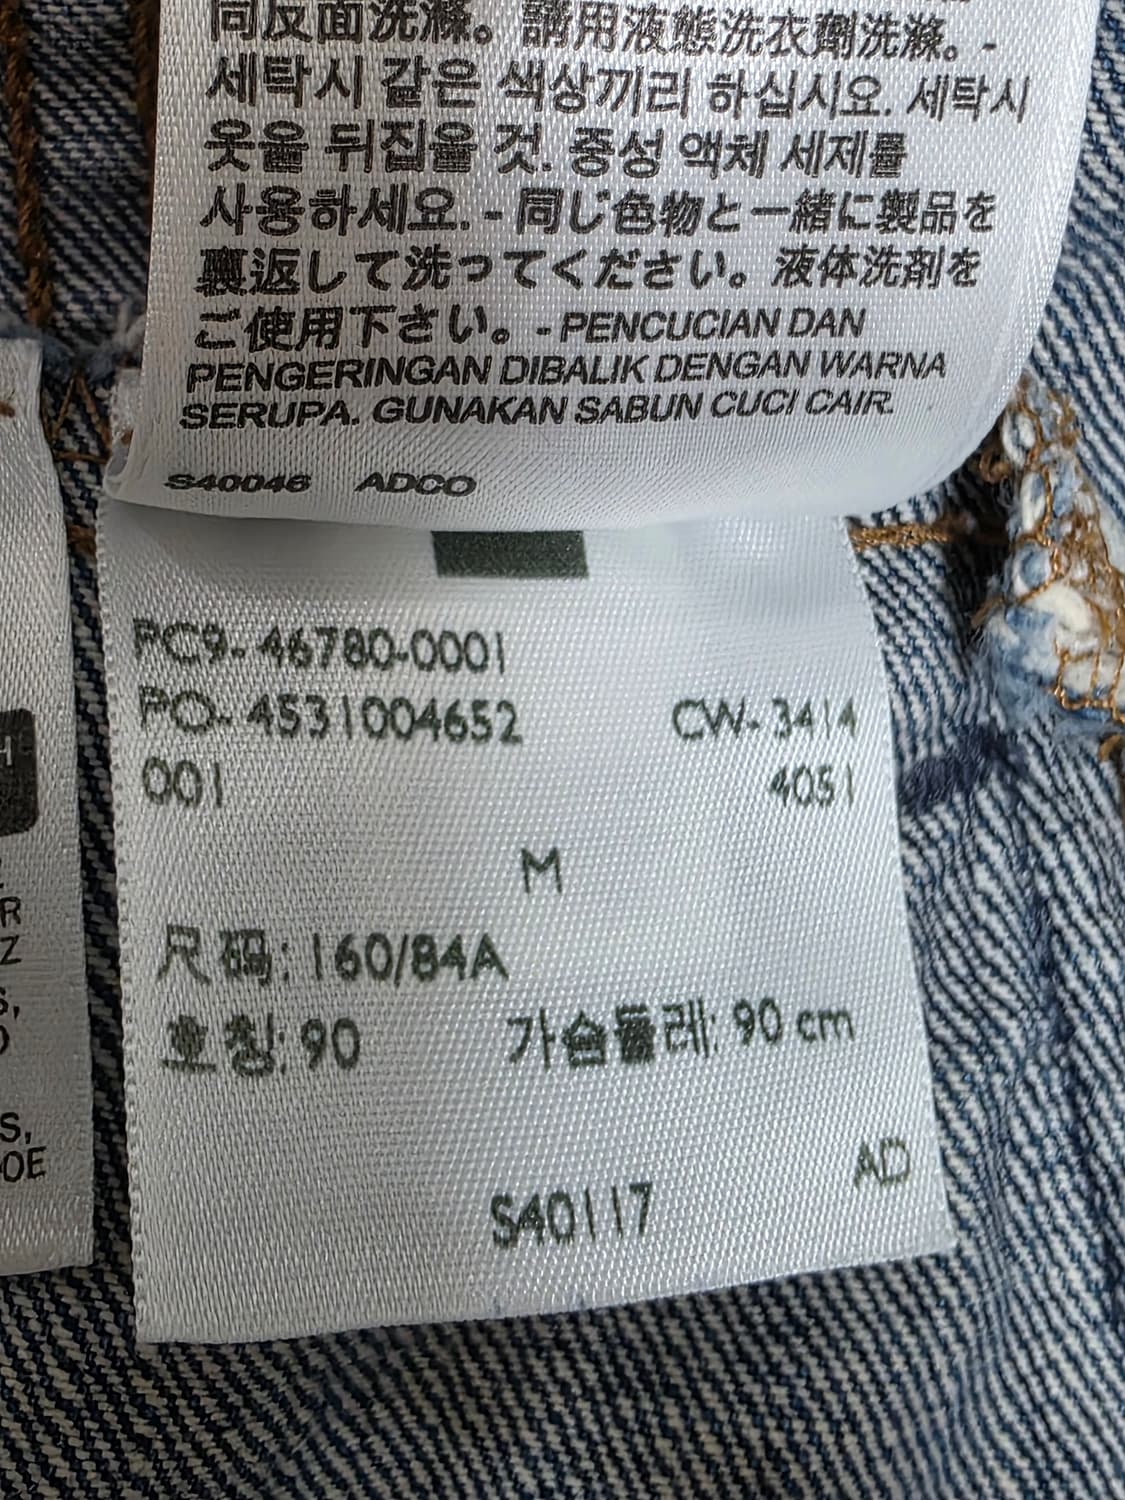 同反面洗滌。請用液態洗衣劑洗滌。-
세탁시 같은 색상끼리 하십시오. 세탁시
옷을 뒤집을 것. 중성 액체 세제를
사용하세요. - 同じ色物と一緒に製品を
裏返して洗ってください。液体洗剤を
ご使用下さい。- PENCUCIAN DAN
PENGERINGAN DIBALIK DENGAN WARNA
SERUPA. GUNAKAN SABUN CUCI CAIR.
S40046 ADCO
PC9-46780-0001
PO-4531004652 CW-3414
001 4051
M
尺码: 160/84A
호칭: 90 가슴둘레: 90 cm
AD
S40117
H
R
Z
S,
S,
OE